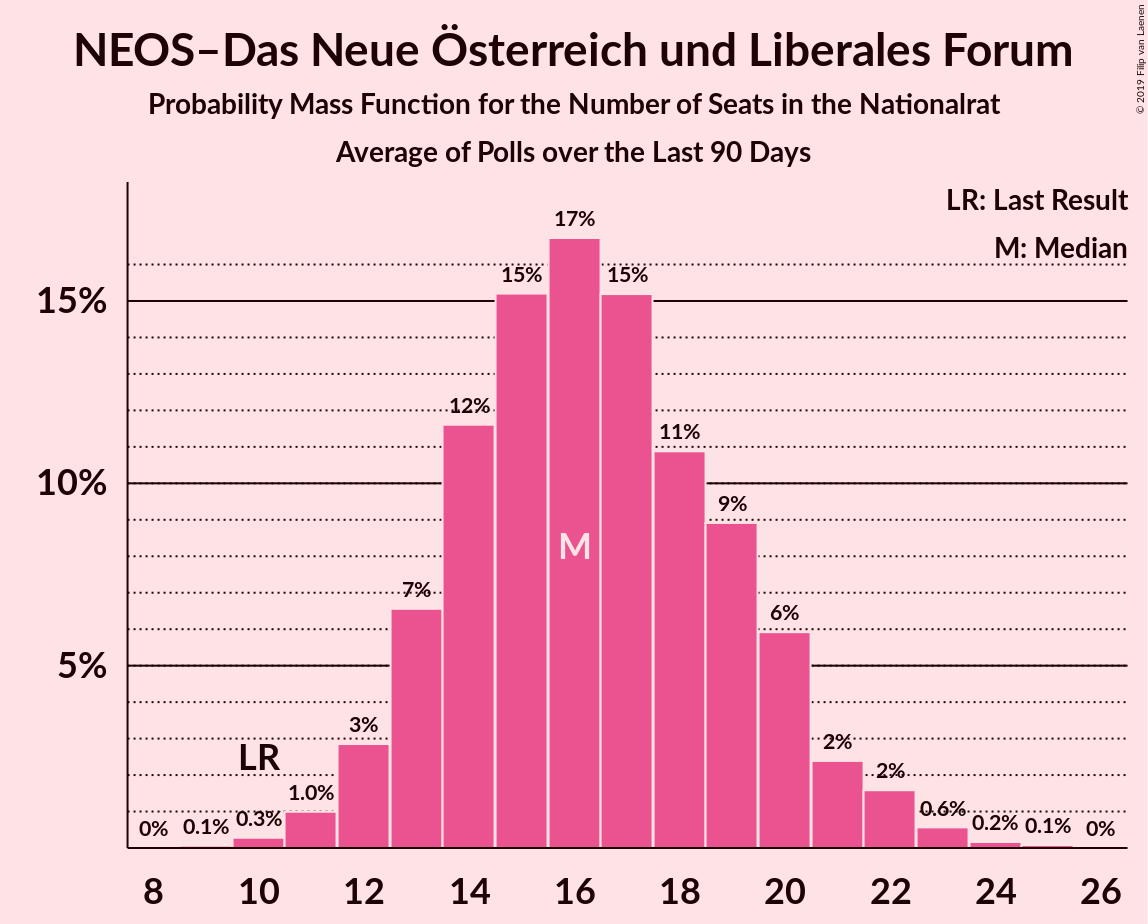 NEOS–Das Neue Österreich und Liberales Forum
Probability Mass Function for the Number of Seats in the Nationalrat
Average of Polls over the Last 90 Days
© 2019 Filip van Laenen
LR: Last Result
M: Median
17%
15% 15%
15%
12%
11%
10%
9%
M
7%
6%
5%
3%
2%
LR
2%
1.0%
0.6%
0% 0.1% 0.3%
0.2% 0.1% 0%
8 10 12 14 16 18 20 22 24 26